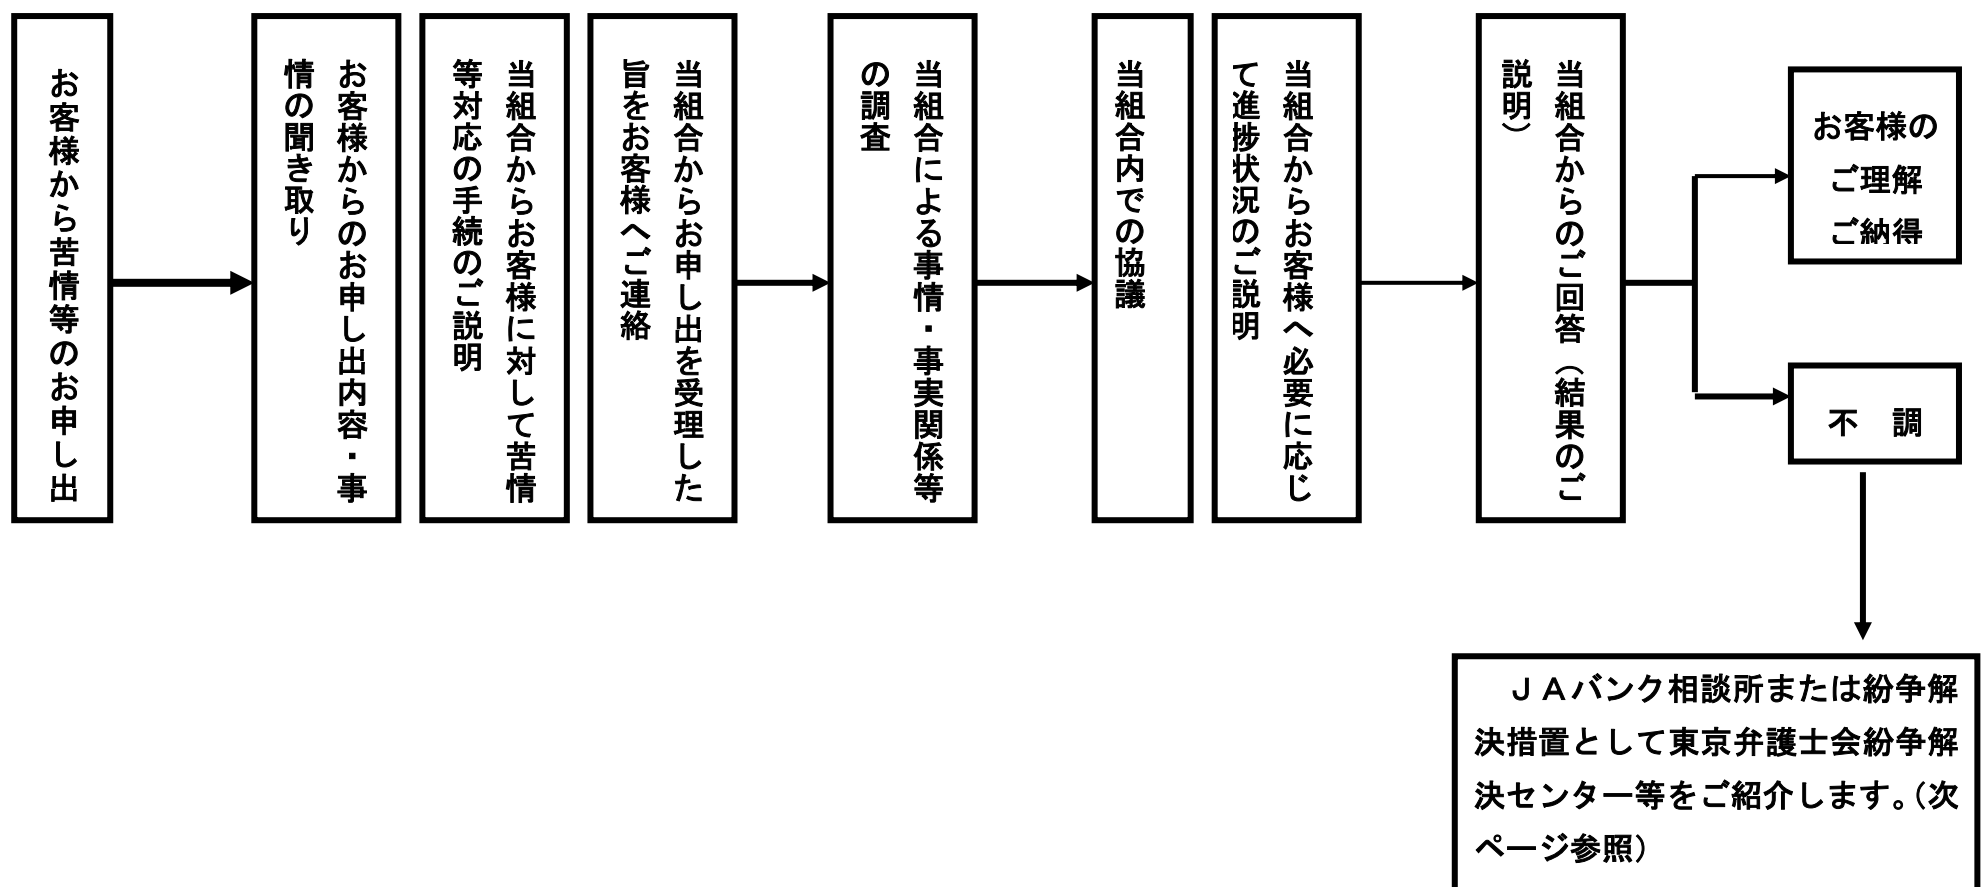 お客様から苦情等のお申し出
お客様からのお申し出内容・事
情の聞き取り
当組合からお客様に対して苦情
等対応の手続のご説明
当組合からお申し出を受理した
旨をお客様へご連絡
当組合による事情・事実関係等
の調査
当組合内での協議
当組合からお客様へ必要に応じ
て進捗状況のご説明
当組合からのご回答（結果のご
説明）
お客様の
ご理解
ご納得
不　調
ＪＡバンク相談所または紛争解
決措置として東京弁護士会紛争解
決センター等をご紹介します。（次
ページ参照）